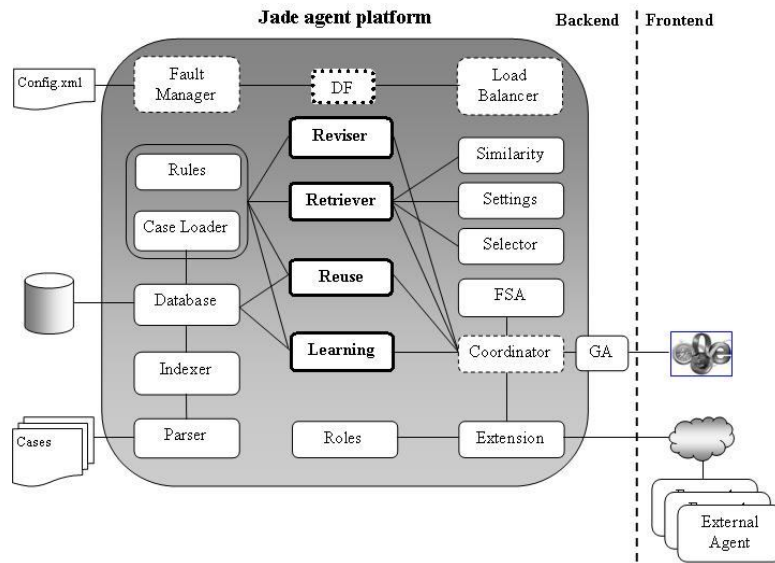 Jade agent platform
Backend
Frontend
Config.xml
Fault
Manager
DF
Load
Balancer
Reviser
Similarity
Rules
Retriever
Settings
Case Loader
Selector
Reuse
FSA
Database
Learning
Coordinator
GA
Indexer
Cases
Parser
Roles
Extension
External
Agent